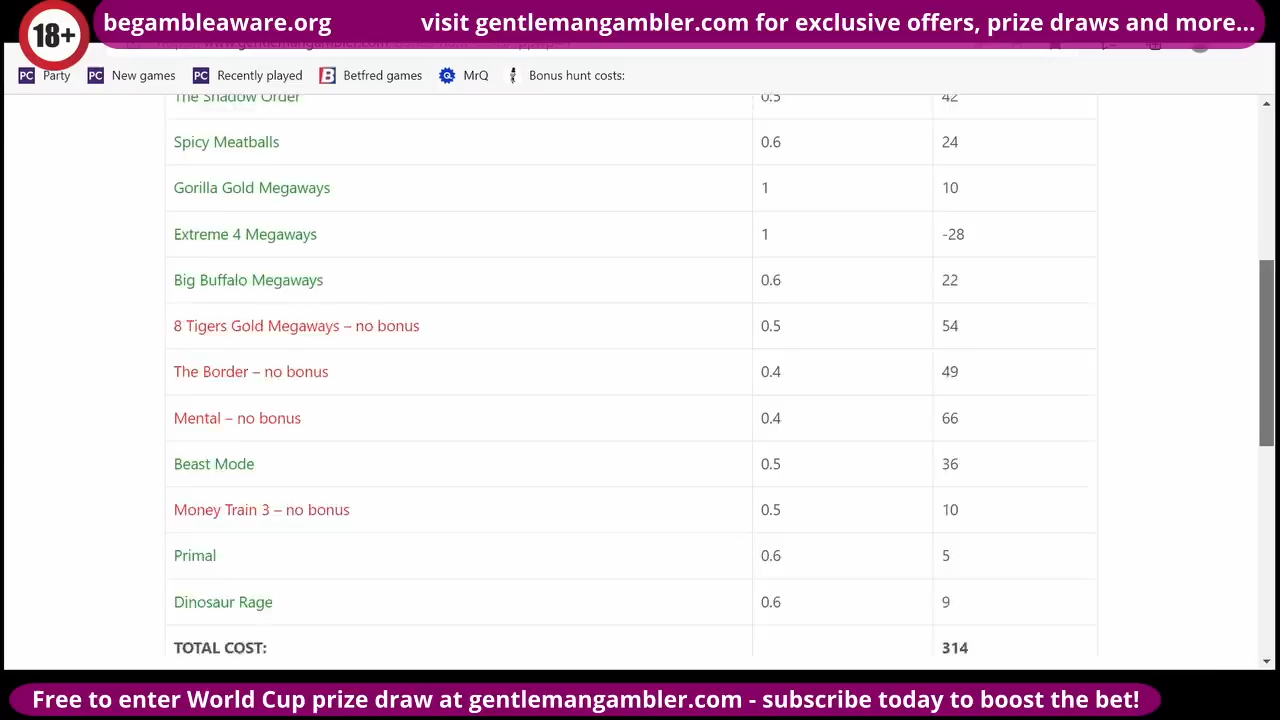 18+
begambleaware.org visit gentlemangambler.com for exclusive offers, prize draws and more...
PC Party PC New games PC Recently played B Betfred games MrQ Bonus hunt costs:
The Shadow Order 0.5 42
Spicy Meatballs 0.6 24
Gorilla Gold Megaways 1 10
Extreme 4 Megaways 1 -28
Big Buffalo Megaways 0.6 22
8 Tigers Gold Megaways – no bonus 0.5 54
The Border – no bonus 0.4 49
Mental – no bonus 0.4 66
Beast Mode 0.5 36
Money Train 3 – no bonus 0.5 10
Primal 0.6 5
Dinosaur Rage 0.6 9
TOTAL COST: 314
Free to enter World Cup prize draw at gentlemangambler.com - subscribe today to boost the bet!